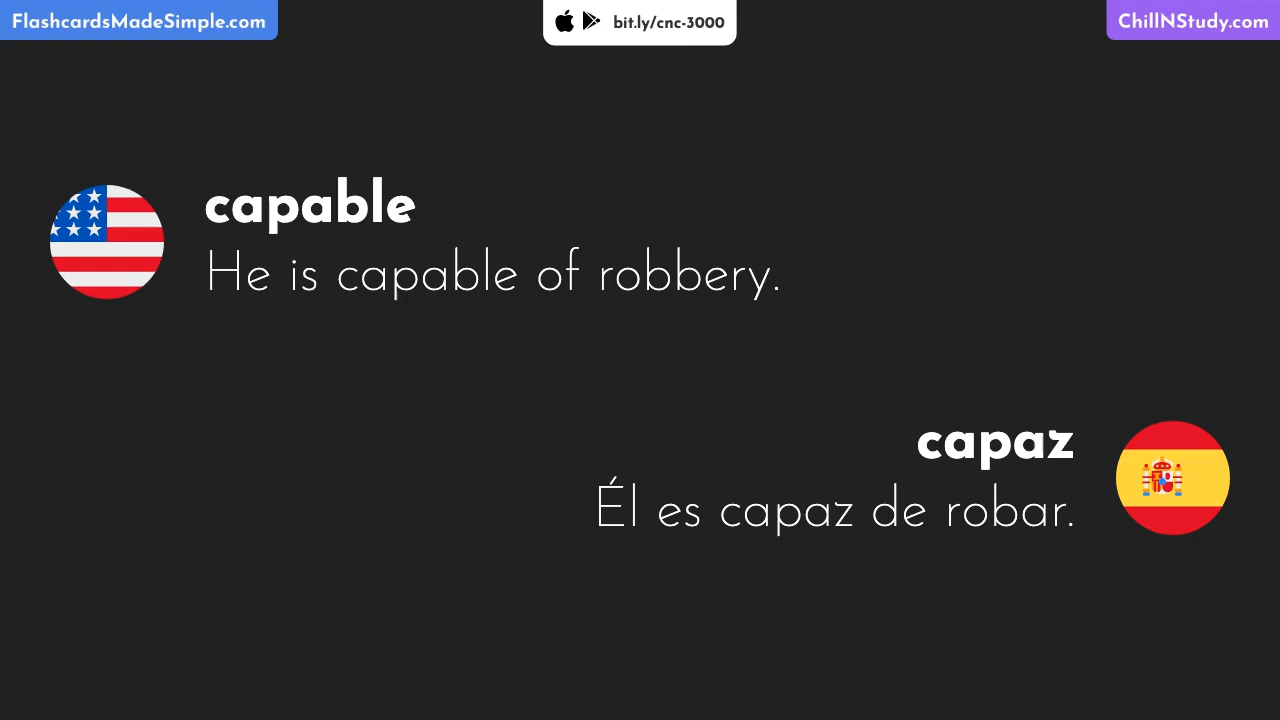 FlashcardsMadeSimple.com
bit.ly/cnc-3000
ChillNStudy.com
capable
He is capable of robbery.
capaz
Él es capaz de robar.